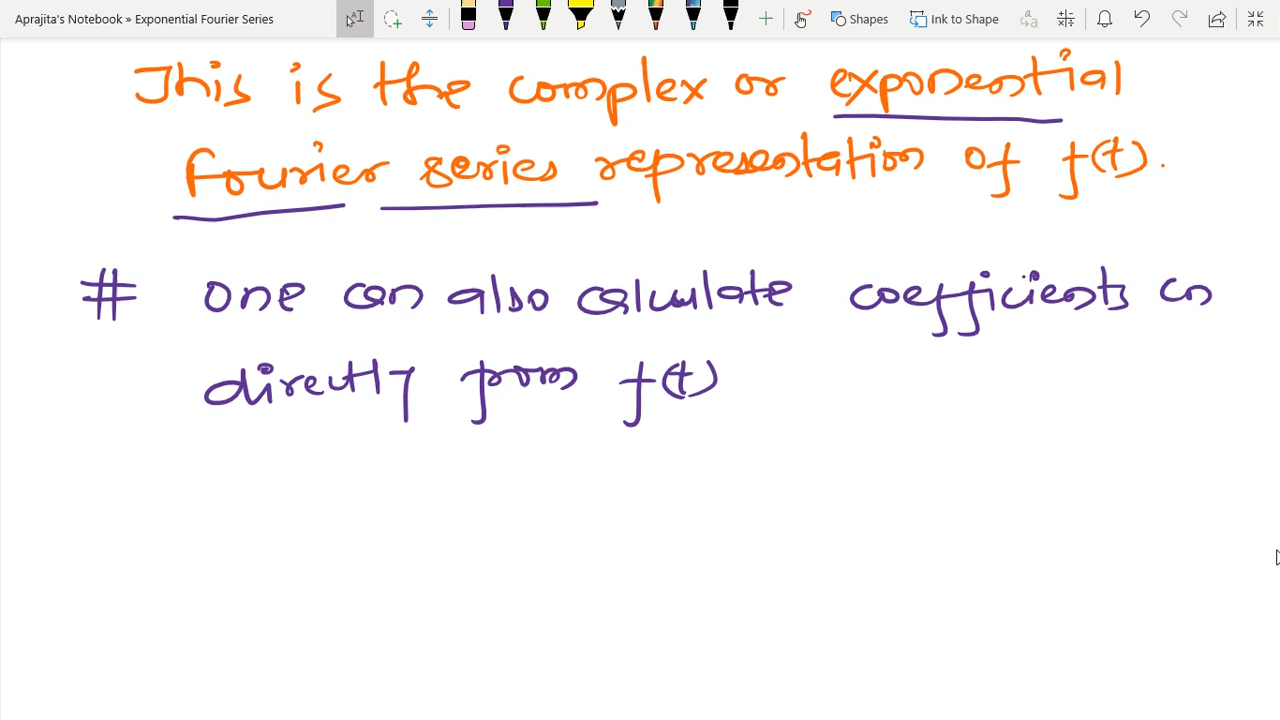 Aprajita's Notebook » Exponential Fourier Series
Shapes
Ink to Shape
This is the complex or exponential
Fourier series representation of f(t).
# One can also calculate coefficients cn
directly from f(t)